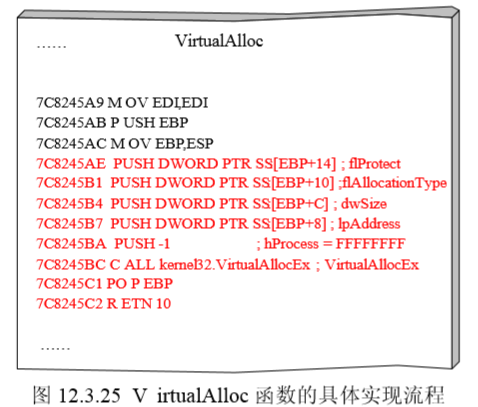 …… VirtualAlloc
7C8245A9 M OV EDI,EDI
7C8245AB P USH EBP
7C8245AC M OV EBP,ESP
7C8245AE PUSH DWORD PTR SS[EBP+14] ; flProtect
7C8245B1 PUSH DWORD PTR SS[EBP+10] ;flAllocationType
7C8245B4 PUSH DWORD PTR SS[EBP+C] ; dwSize
7C8245B7 PUSH DWORD PTR SS[EBP+8] ; lpAddress
7C8245BA PUSH -1 ; hProcess = FFFFFFFF
7C8245BC C ALL kernel32.VirtualAllocEx ; VirtualAllocEx
7C8245C1 PO P EBP
7C8245C2 R ETN 10
……
图 12.3.25 V irtualAlloc 函数的具体实现流程